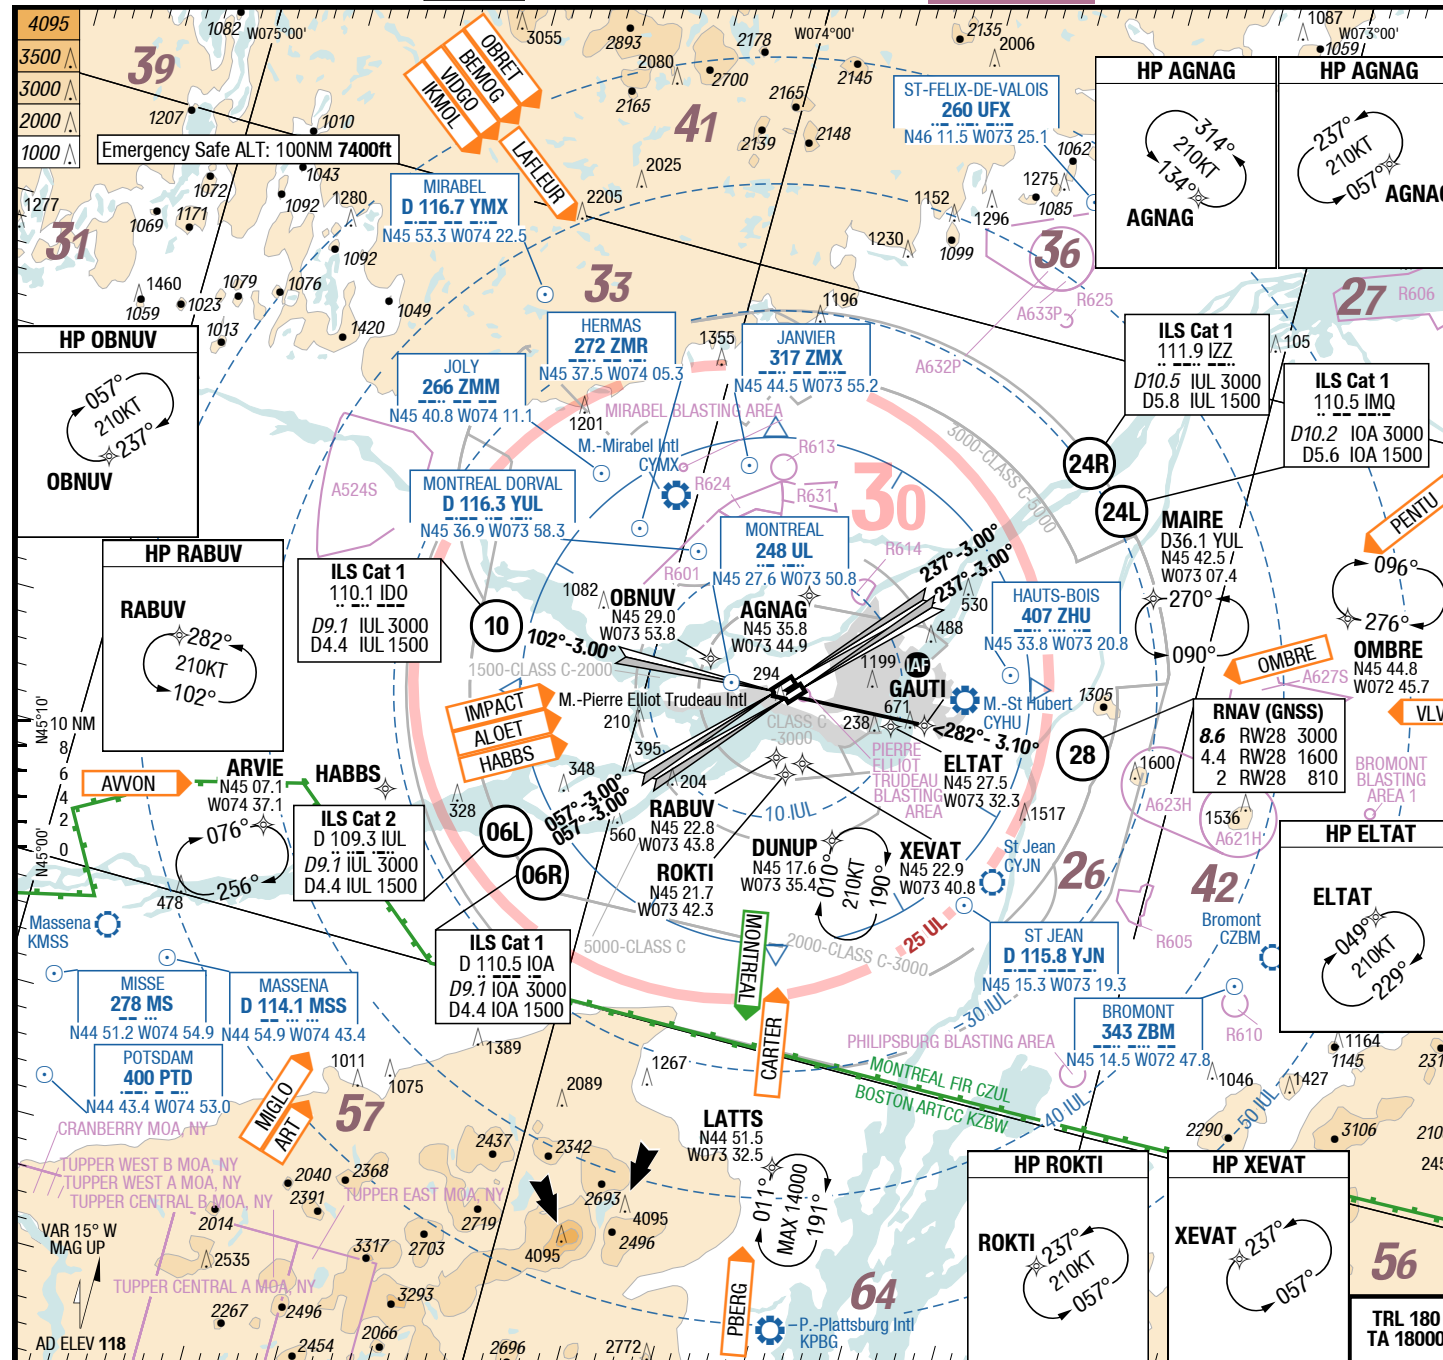 4095
3500
3000
2000
1000
1082
W075°00'
3055
2893
2178
W074°00'
2135
2006
1087
W073°00'
1059
39
OBRET
BEMOG
VIDGO
IKMOL
LAFLEUR
2080
2700
2165
2145
2165
41
2139
2148
2025
2205
ST-FELIX-DE-VALOIS
260 UFX
N46 11.5 W073 25.1
1062
1275
1152
1296
1085
1230
1099
36
HP AGNAG
314°
210KT
134°
AGNAG
HP AGNAG
237°
210KT
057°
AGNAG
1207
1010
Emergency Safe ALT: 100NM 7400ft
1043
1072
1092
1280
1277
1171
1069
31
1092
1460
1059
1079
1076
1023
1049
1013
1420
MIRABEL
D 116.7 YMX
N45 53.3 W074 22.5
33
1196
1355
A633P
R625
A632P
27
R606
105
HP OBNUV
057°
210KT
237°
OBNUV
HERMAS
272 ZMR
N45 37.5 W074 05.3
JANVIER
317 ZMX
N45 44.5 W073 55.2
JOLY
266 ZMM
N45 40.8 W074 11.1
1201
MIRABEL BLASTING AREA
M.-Mirabel Intl
CYMX
R613
R624
R631
A524S
3000-CLASS C-5000
ILS Cat 1
111.9 IZZ
D10.5 IUL 3000
D5.8 IUL 1500
ILS Cat 1
110.5 IMQ
D10.2 IOA 3000
D5.6 IOA 1500
24R
24L
MONTREAL DORVAL
D 116.3 YUL
N45 36.9 W073 58.3
30
MONTREAL
248 UL
N45 27.6 W073 50.8
R614
R601
237°-3.00°
237°-3.00°
530
488
MAIRE
D36.1 YUL
N45 42.5
W073 07.4
270°
090°
PENTU
096°
276°
OMBRE
N45 44.8
W072 45.7
OMBRE
A627S
HP RABUV
RABUV
282°
210KT
102°
ILS Cat 1
110.1 IDO
D9.1 IUL 3000
D4.4 IUL 1500
10
1082
OBNUV
N45 29.0
W073 53.8
102°-3.00°
1500-CLASS C-2000
AGNAG
N45 35.8
W073 44.9
HAUTS-BOIS
407 ZHU
N45 33.8 W073 20.8
294
1199
IAF
GAUTI
671
238
M.-St Hubert
CYHU
1305
282°- 3.10°
28
RNAV (GNSS)
8.6 RW28 3000
4.4 RW28 1600
2 RW28 810
VLV
IMPACT
ALOET
HABBS
M.-Pierre Elliot Trudeau Intl
210
CLASS C
-3000
395
348
204
328
560
057°-3.00°
057°-3.00°
PIERRE
ELLIOT
TRUDEAU
BLASTING
AREA
ELTAT
N45 27.5
W073 32.3
1517
1600
A623H
1536
A621H
BROMONT
BLASTING
AREA 1
N45°10'
10 NM
8
6
4
2
0
N45°00'
AVVON
ARVIE
N45 07.1
W074 37.1
HABBS
076°
256°
478
ILS Cat 2
D 109.3 IUL
D9.1 IUL 3000
D4.4 IUL 1500
06L
06R
RABUV
N45 22.8
W073 43.8
10 IUL
ROKTI
N45 21.7
W073 42.3
DUNUP
N45 17.6
W073 35.4
010°
210KT
190°
XEVAT
N45 22.9
W073 40.8
St Jean
CYJN
26
42
R605
Bromont
CZBM
HP ELTAT
ELTAT
049°
210KT
229°
Massena
KMSS
ILS Cat 1
D 110.5 IOA
D9.1 IOA 3000
D4.4 IOA 1500
5000-CLASS C
MONTREAL
2000-CLASS C-3000
25 UL
ST JEAN
D 115.8 YJN
N45 15.3 W073 19.3
30 IUL
MISSE
278 MS
N44 51.2 W074 54.9
MASSENA
D 114.1 MSS
N44 54.9 W074 43.4
POTSDAM
400 PTD
N44 43.4 W074 53.0
BROMONT
343 ZBM
N45 14.5 W072 47.8
R610
1164
1145
231
PHILIPSBURG BLASTING AREA
MONTREAL FIR CZUL
BOSTON ARTCC KZBW
40 IUL
50 IUL
1046
1427
CARTER
1389
1267
1011
1075
2089
MIGLO
ART
57
CRANBERRY MOA, NY
TUPPER WEST B MOA, NY
TUPPER WEST A MOA, NY
TUPPER CENTRAL B MOA, NY
TUPPER EAST MOA, NY
TUPPER CENTRAL A MOA, NY
2040
2368
2391
2014
2437
2342
2693
2719
4095
2496
4095
2703
2535
3317
3293
2267
2496
2066
2454
2696
2772
LATTS
N44 51.5
W073 32.5
011°
MAX 14000
191°
PBERG
64
P.-Plattsburg Intl
KPBG
2290
3106
210
245
HP ROKTI
ROKTI
237°
210KT
057°
HP XEVAT
XEVAT
237°
057°
56
VAR 15° W
MAG UP
AD ELEV 118
TRL 180
TA 18000